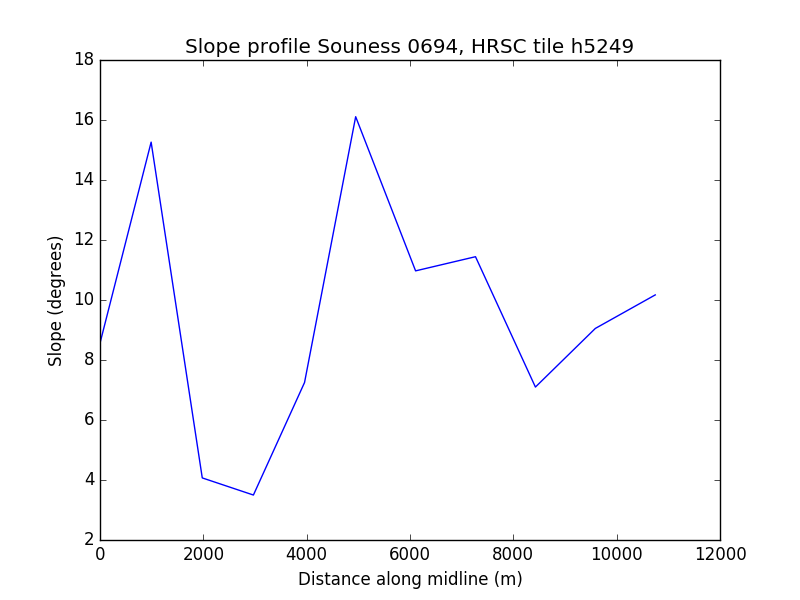 Slope profile Souness 0694, HRSC tile h5249
18
16
14
12
10
8
6
4
2
Slope (degrees)
0 2000 4000 6000 8000 10000 12000
Distance along midline (m)